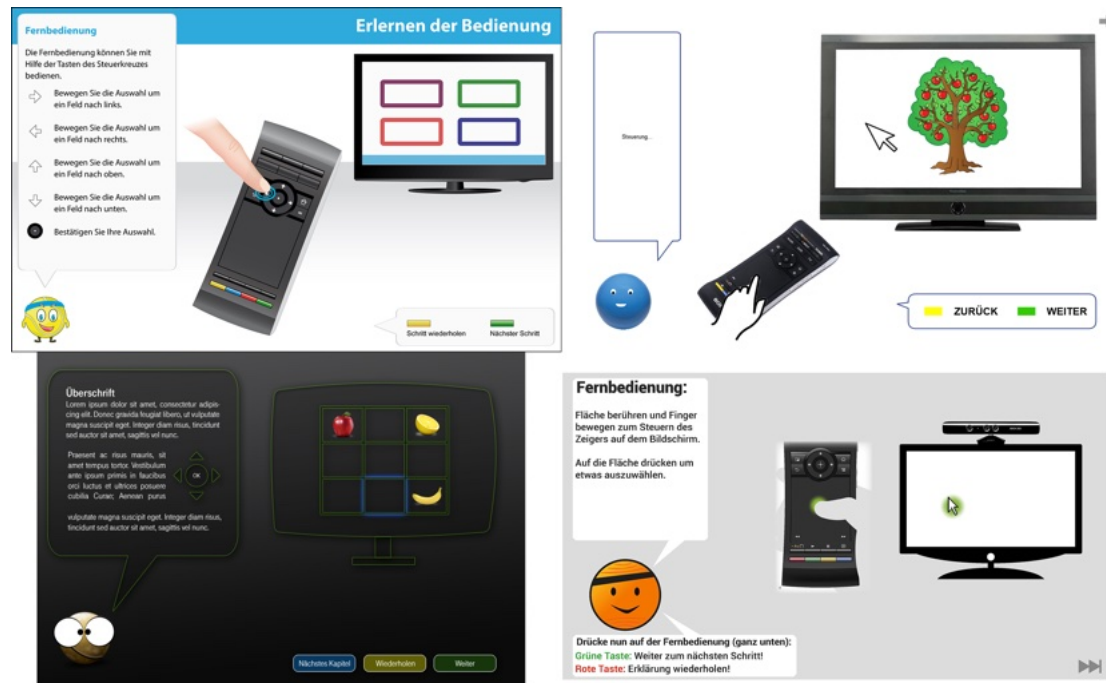 Erlernen der Bedienung
Fernbedienung
Die Fernbedienung können Sie mit
Hilfe der Tasten des Steuerkreuzes
bedienen.
Bewegen Sie die Auswahl um
ein Feld nach links.
Bewegen Sie die Auswahl um
ein Feld nach rechts.
Bewegen Sie die Auswahl um
ein Feld nach oben.
Bewegen Sie die Auswahl um
ein Feld nach unten.
Bestätigen Sie Ihre Auswahl.
Schritt wiederholen
Nächster Schritt
Steuerung...
ZURÜCK
WEITER
Überschrift
Lorem ipsum dolor sit amet, consectetur adipis-
cing elit. Donec gravida feugiat libero, ut vulputate
magna suscipit eget. Integer diam risus, tincidunt
sed auctor sit amet, sagittis vel nunc.
Praesent ac risus mauris, sit
amet tempus tortor. Vestibulum
ante ipsum primis in faucibus
orci luctus et ultrices posuere
cubilia Curae; Aenean purus
OK
vulputate magna suscipit eget. Integer diam risus,
tincidunt sed auctor sit amet, sagittis vel nunc.
Nächstes Kapitel
Wiederholen
Weiter
Fernbedienung:
Fläche berühren und Finger
bewegen zum Steuern des
Zeigers auf dem Bildschirm.
Auf die Fläche drücken um
etwas auszuwählen.
Drücke nun auf der Fernbedienung (ganz unten):
Grüne Taste: Weiter zum nächsten Schritt!
Rote Taste: Erklärung wiederholen!